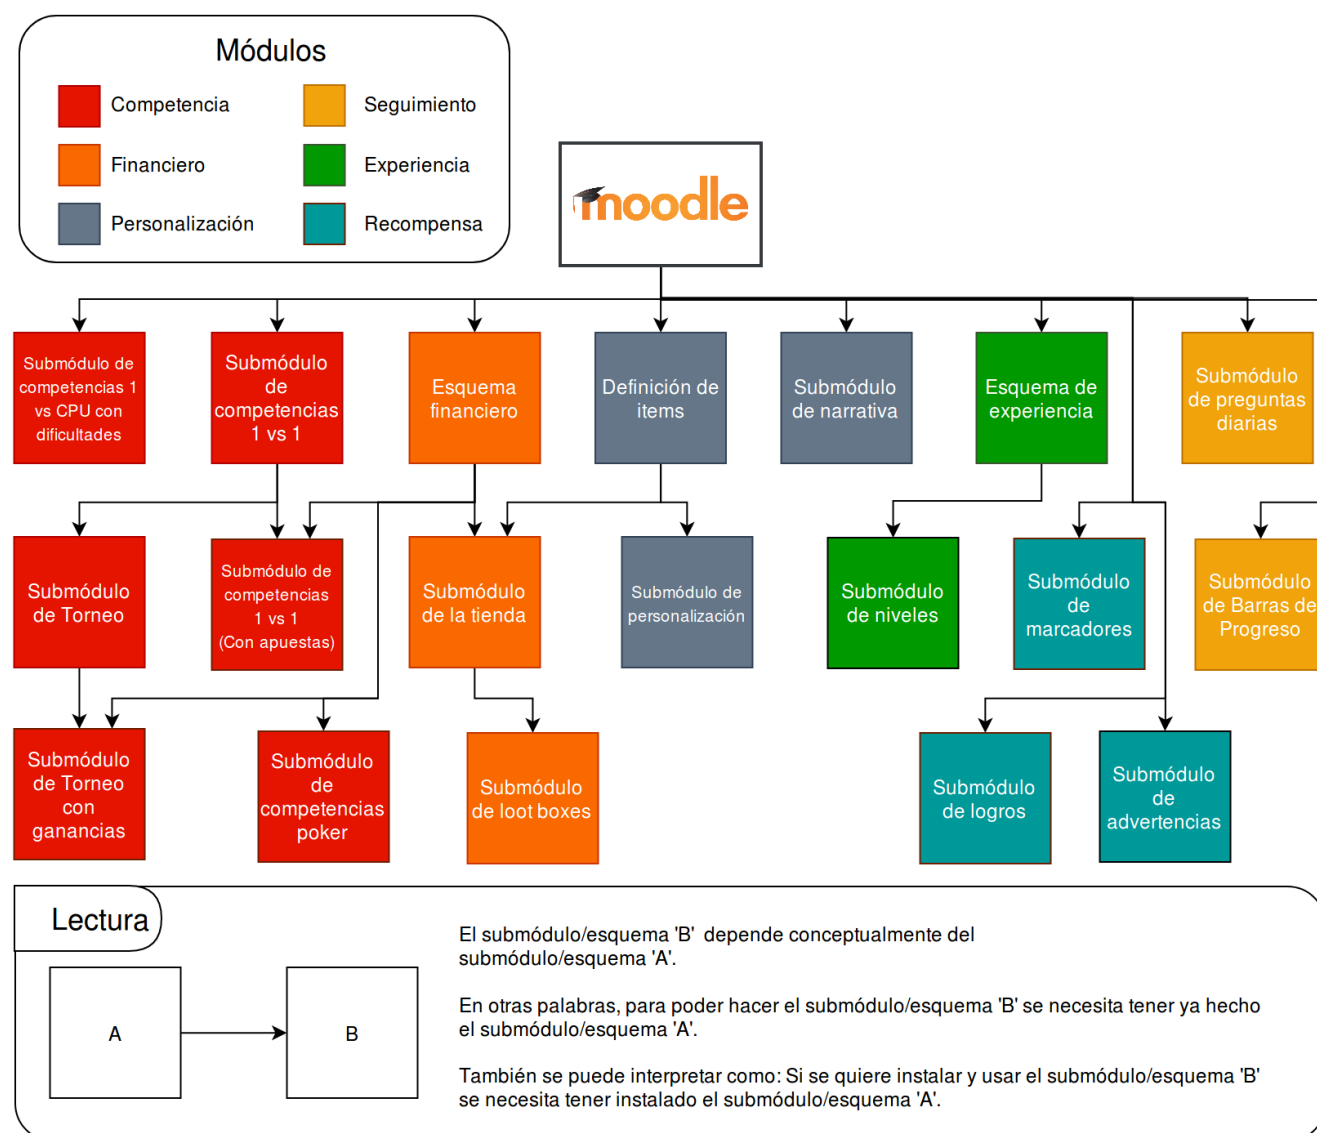 Módulos
Competencia
Seguimiento
Financiero
Experiencia
Personalización
Recompensa
moodle
Submódulo de
competencias 1
vs CPU con
dificultades
Submódulo
de
competencias
1 vs 1
Esquema
financiero
Definición de
items
Submódulo
de narrativa
Esquema de
experiencia
Submódulo
de preguntas
diarias
Submódulo
de Torneo
Submódulo de
competencias
1 vs 1
(Con apuestas)
Submódulo
de la tienda
Submódulo de
personalización
Submódulo
de niveles
Submódulo
de
marcadores
Submódulo
de Barras de
Progreso
Submódulo
de Torneo
con
ganancias
Submódulo
de
competencias
poker
Submódulo
de loot boxes
Submódulo
de logros
Submódulo
de
advertencias
Lectura
A
B
El submódulo/esquema 'B' depende conceptualmente del
submódulo/esquema 'A'.
En otras palabras, para poder hacer el submódulo/esquema 'B' se necesita tener ya hecho
el submódulo/esquema 'A'.
También se puede interpretar como: Si se quiere instalar y usar el submódulo/esquema 'B'
se necesita tener instalado el submódulo/esquema 'A'.